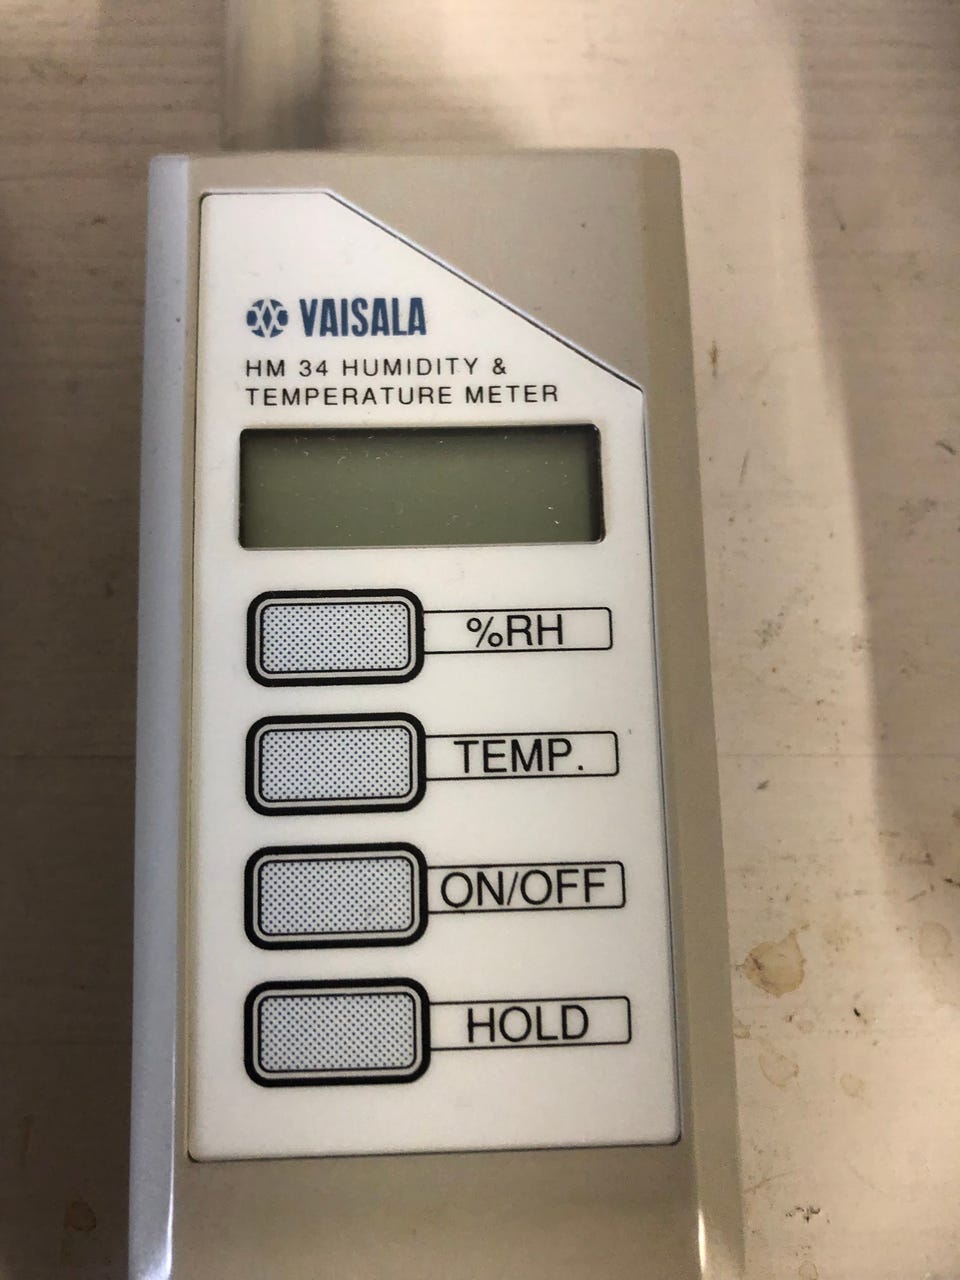 VAISALA
HM 34 HUMIDITY &
TEMPERATURE METER
%RH
TEMP.
ON/OFF
HOLD